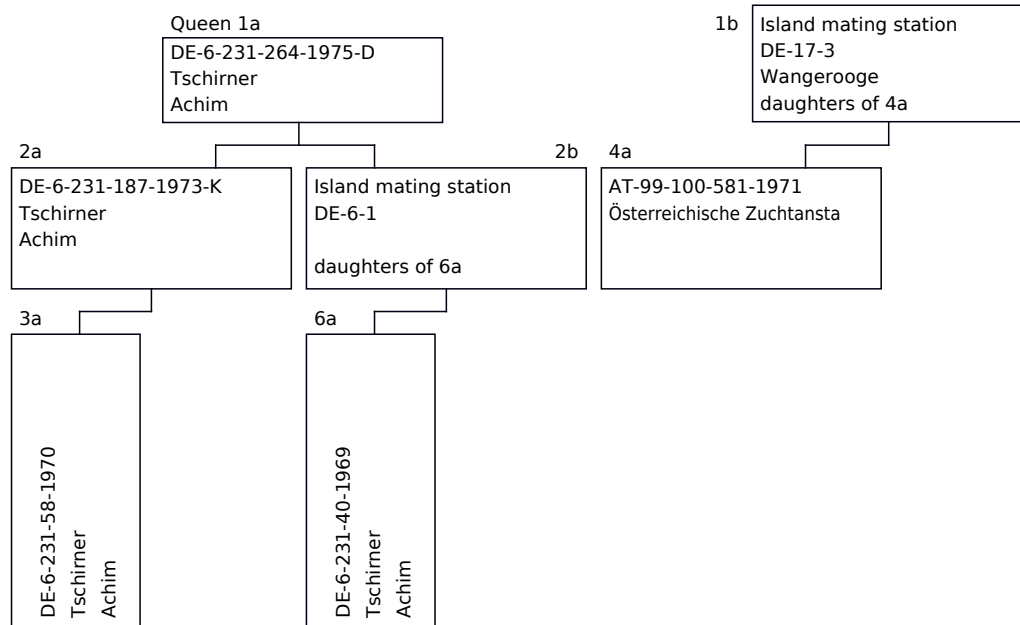 Queen 1a
DE-6-231-264-1975-D
Tschirner
Achim
1b
Island mating station
DE-17-3
Wangerooge
daughters of 4a
2a
DE-6-231-187-1973-K
Tschirner
Achim
2b
Island mating station
DE-6-1
daughters of 6a
4a
AT-99-100-581-1971
Österreichische Zuchtansta
3a
DE-6-231-58-1970
Tschirner
Achim
6a
DE-6-231-40-1969
Tschirner
Achim